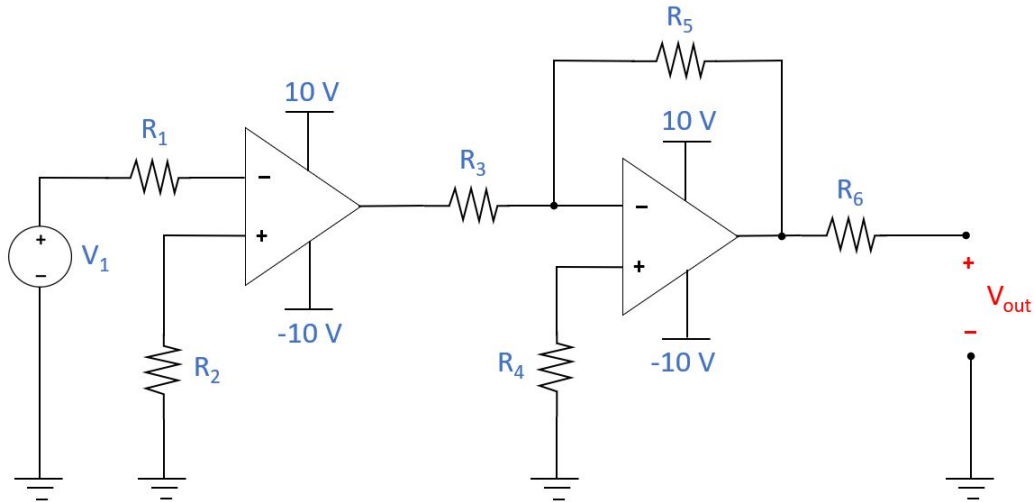 R₅
10 V
10 V
R₁
R₃
R₆
−
−
+
+
V₁
+
−
+
+
Vout
−
-10 V
R₂
R₄
-10 V